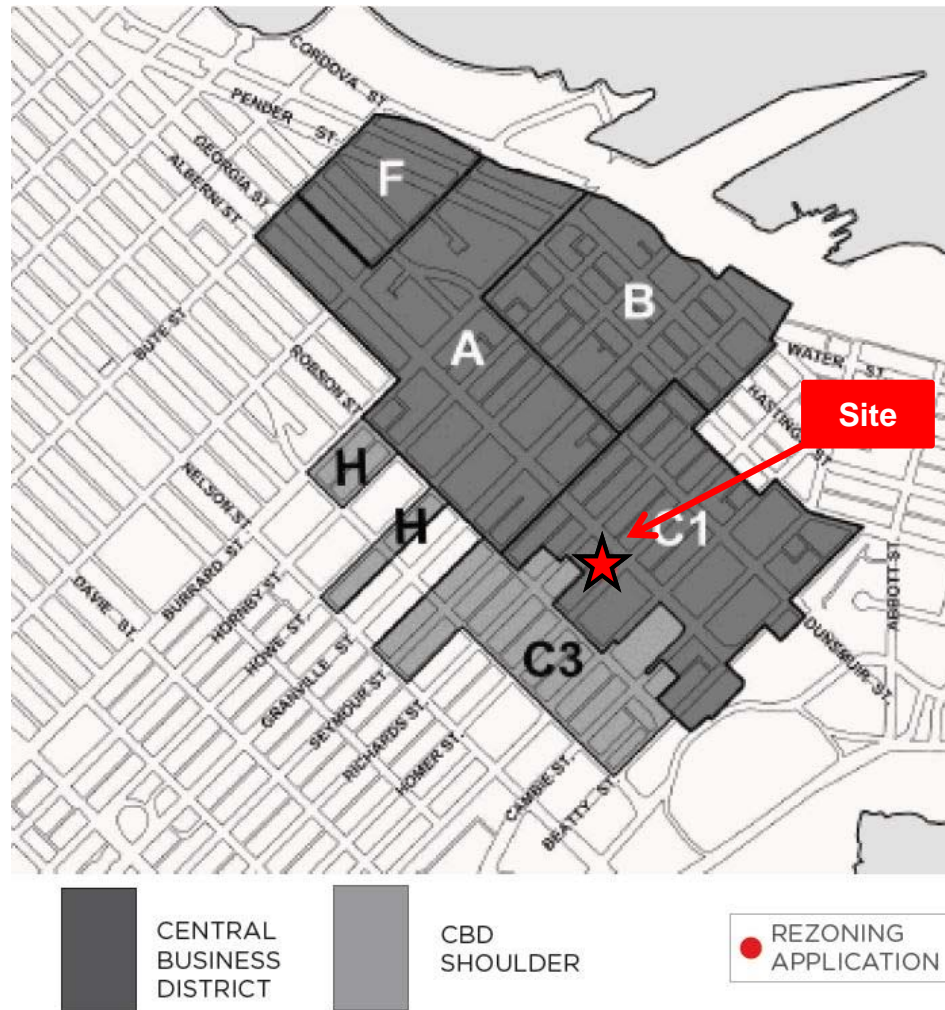 CORDOVA ST.
PENDER ST.
GEORGIA ST.
ALBERNI ST.
F
B
A
BUTE ST
ROBSON ST.
WATER ST.
HASTINGS ST.
Site
H
H
C1
NELSON ST.
DAVIE ST.
BURRARD ST.
HORNBY ST.
HOWE ST.
GRANVILLE ST.
SEYMOUR ST.
RICHARDS ST.
HOMER ST.
C3
ABBOTT ST
DUNSMUIR ST.
CAMBIE ST.
BEATTY ST.
CENTRAL
BUSINESS
DISTRICT
CBD
SHOULDER
REZONING
APPLICATION